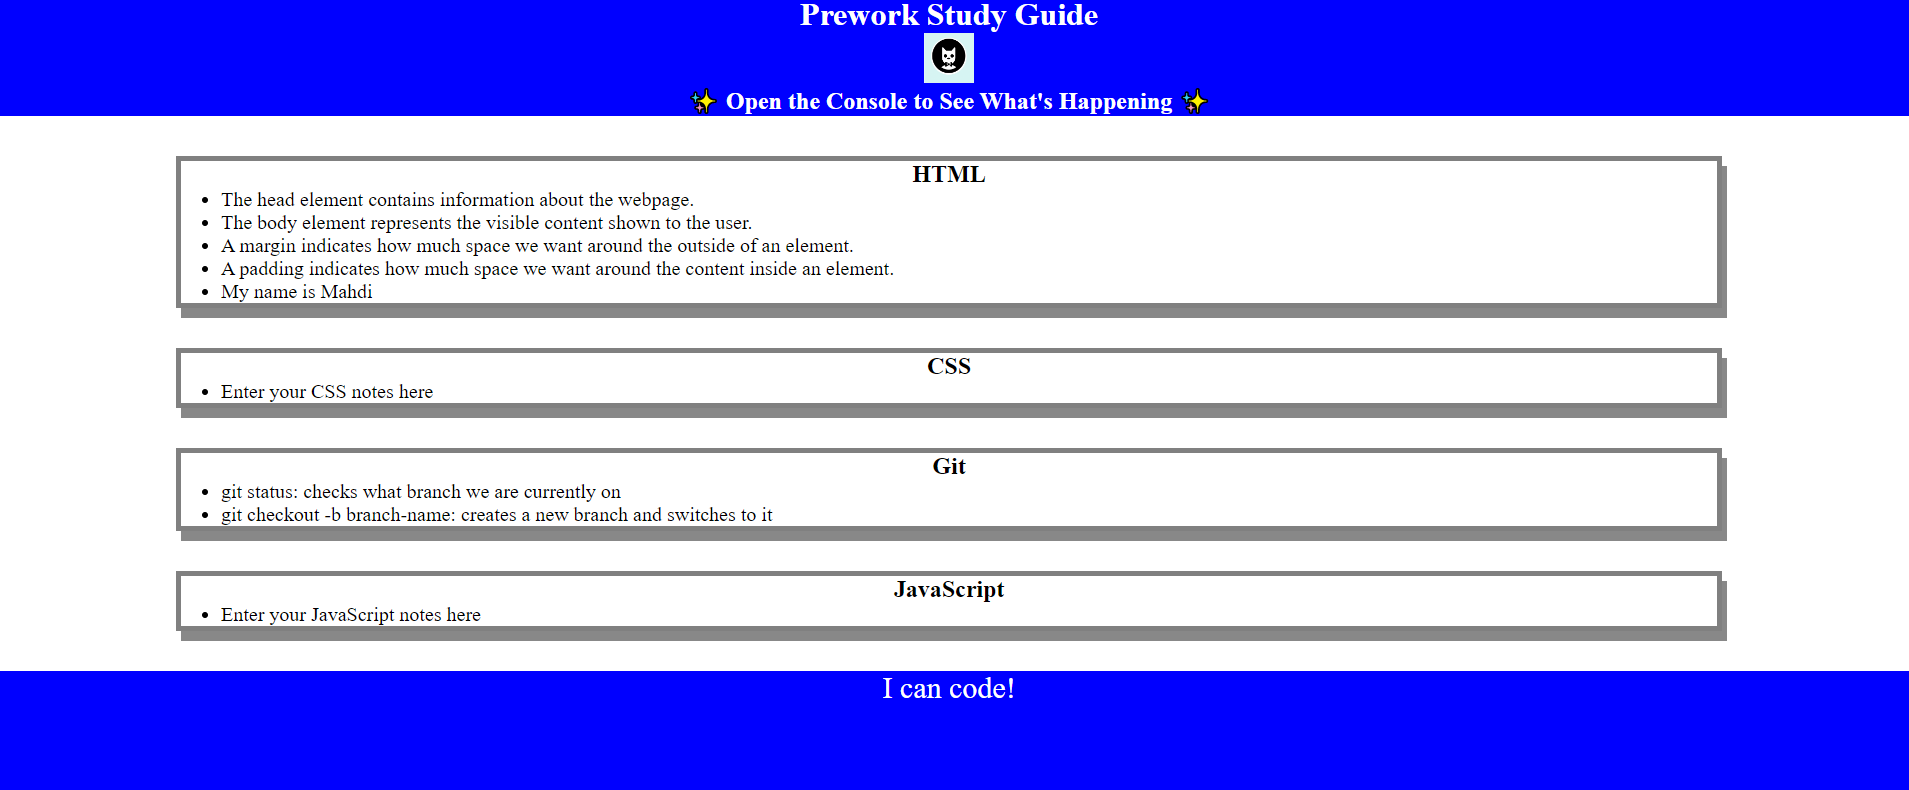 Prework Study Guide
✨ Open the Console to See What's Happening ✨
HTML
• The head element contains information about the webpage.
• The body element represents the visible content shown to the user.
• A margin indicates how much space we want around the outside of an element.
• A padding indicates how much space we want around the content inside an element.
• My name is Mahdi
CSS
• Enter your CSS notes here
Git
• git status: checks what branch we are currently on
• git checkout -b branch-name: creates a new branch and switches to it
JavaScript
• Enter your JavaScript notes here
I can code!